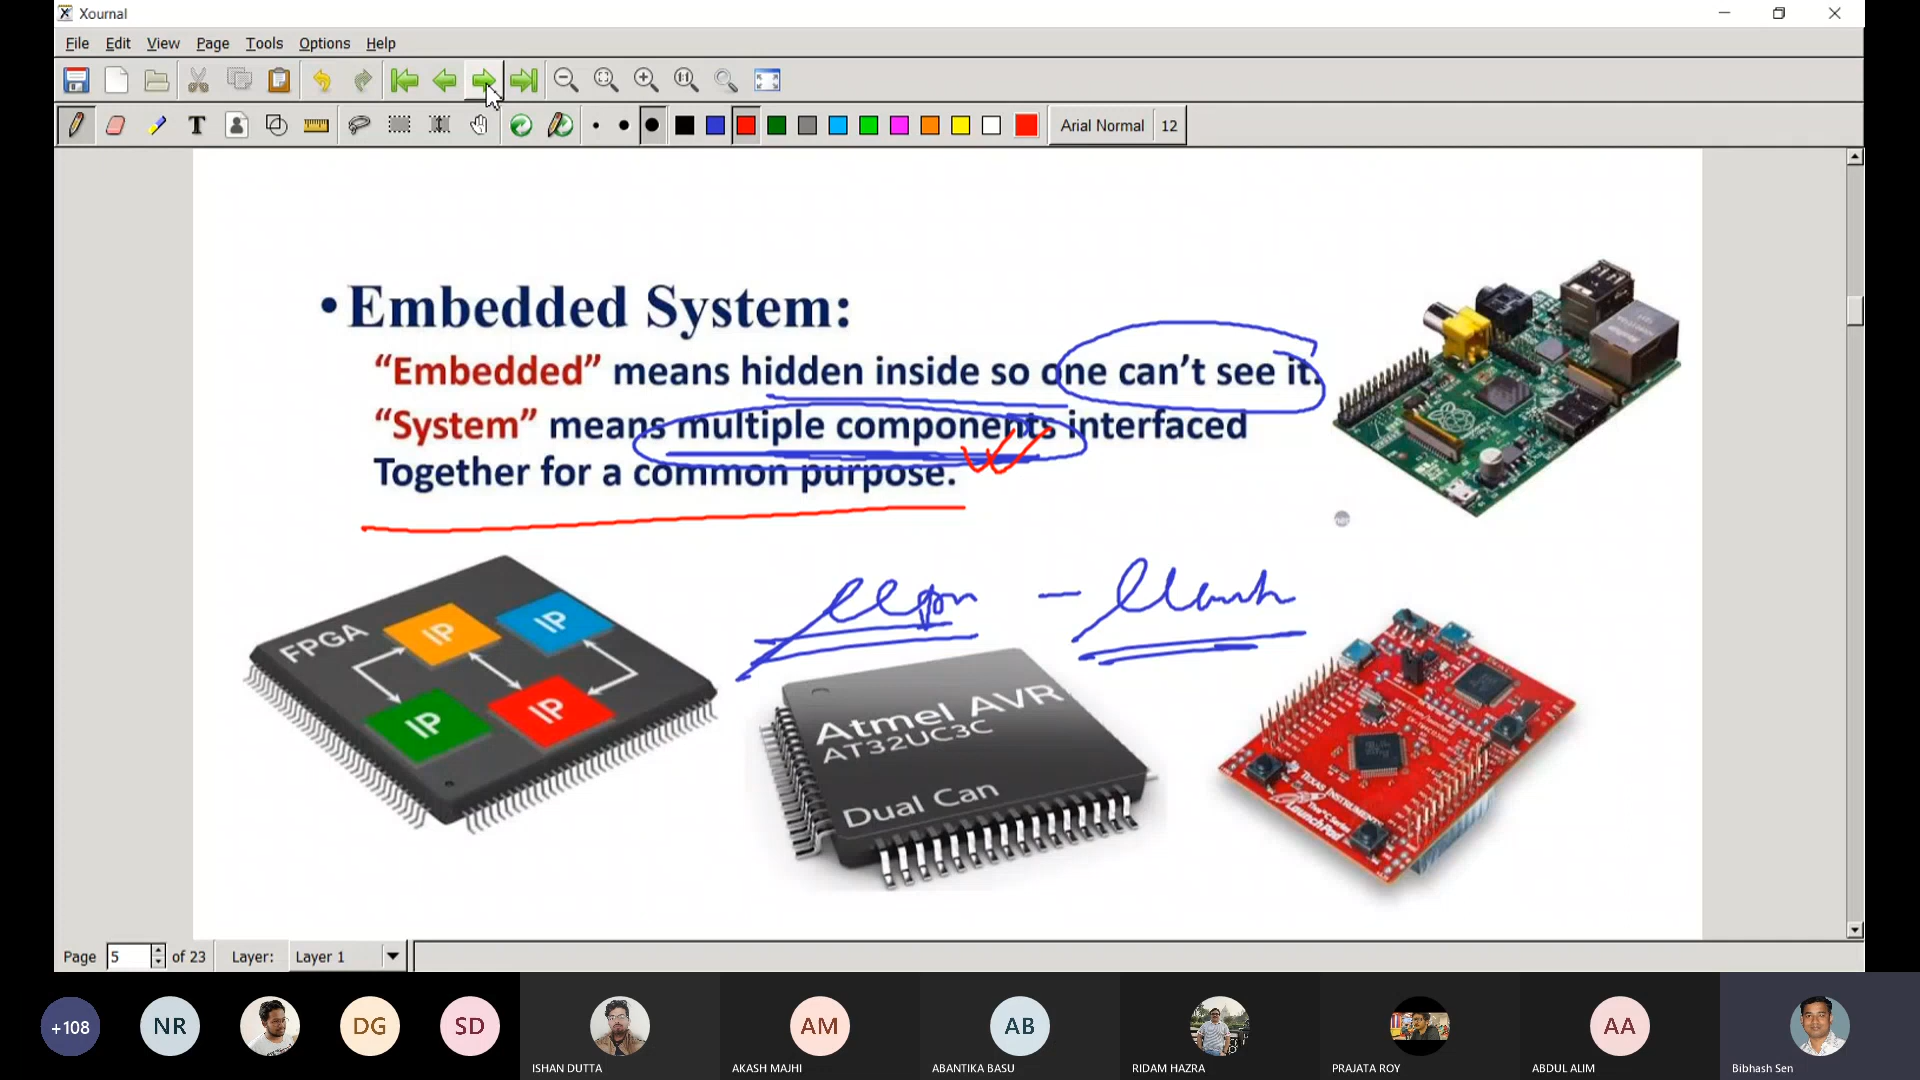 Xournal
File Edit View Page Tools Options Help
T Arial Normal 12
•Embedded System:
“Embedded” means hidden inside so one can’t see it.
“System” means multiple components interfaced
Together for a common purpose.
FPGA
IP IP
IP IP
Atmel AVR
AT32UC3C
Dual Can
Texas Instruments
LaunchPad
Page 5 of 23 Layer: Layer 1
+108 NR DG SD AM AB AA
ISHAN DUTTA AKASH MAJHI ABANTIKA BASU RIDAM HAZRA PRAJATA ROY ABDUL ALIM Bibhash Sen